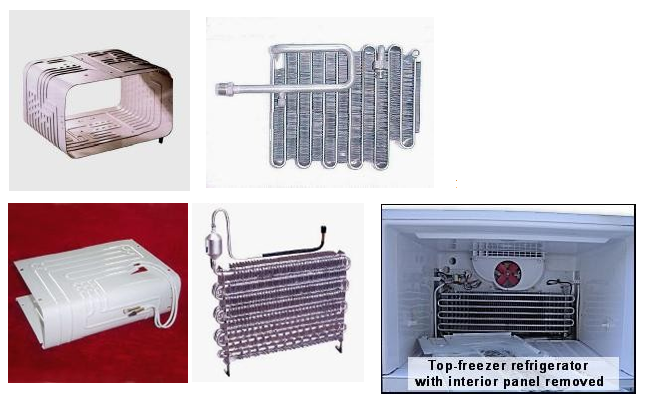 Top-freezer refrigerator
with interior panel removed